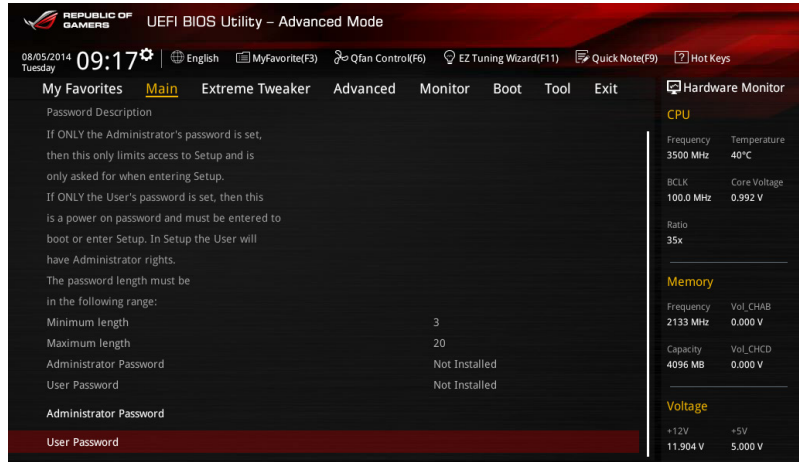 REPUBLIC OF
GAMERS
UEFI BIOS Utility – Advanced Mode
08/05/2014
Tuesday
09:17
English
MyFavorite(F3)
Qfan Control(F6)
EZ Tuning Wizard(F11)
Quick Note(F9)
? Hot Keys
My Favorites Main Extreme Tweaker Advanced Monitor Boot Tool Exit
Password Description
If ONLY the Administrator's password is set,
then this only limits access to Setup and is
only asked for when entering Setup.
If ONLY the User's password is set, then this
is a power on password and must be entered to
boot or enter Setup. In Setup the User will
have Administrator rights.
The password length must be
in the following range:
Minimum length 3
Maximum length 20
Administrator Password Not Installed
User Password Not Installed
Administrator Password
User Password
Hardware Monitor
CPU
Frequency Temperature
3500 MHz 40°C
BCLK Core Voltage
100.0 MHz 0.992 V
Ratio
35x
Memory
Frequency Vol_CHAB
2133 MHz 0.000 V
Capacity Vol_CHCD
4096 MB 0.000 V
Voltage
+12V +5V
11.904 V 5.000 V